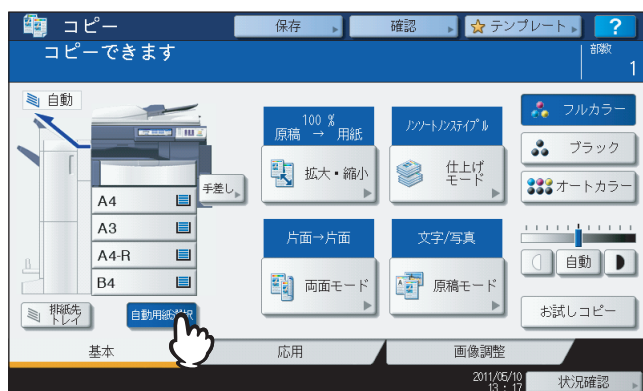 コピー
保存
確認
テンプレート
?
コピーできます
部数
1
自動
100 %
原稿 → 用紙
拡大・縮小
ノンソートノンステイプル
仕上げ
モード
フルカラー
ブラック
オートカラー
手差し
A4
A3
A4-R
B4
片面→片面
両面モード
文字/写真
原稿モード
自動
排紙先
トレイ
自動用紙選択
お試しコピー
基本
応用
画像調整
2011/05/10
13 : 17
状況確認